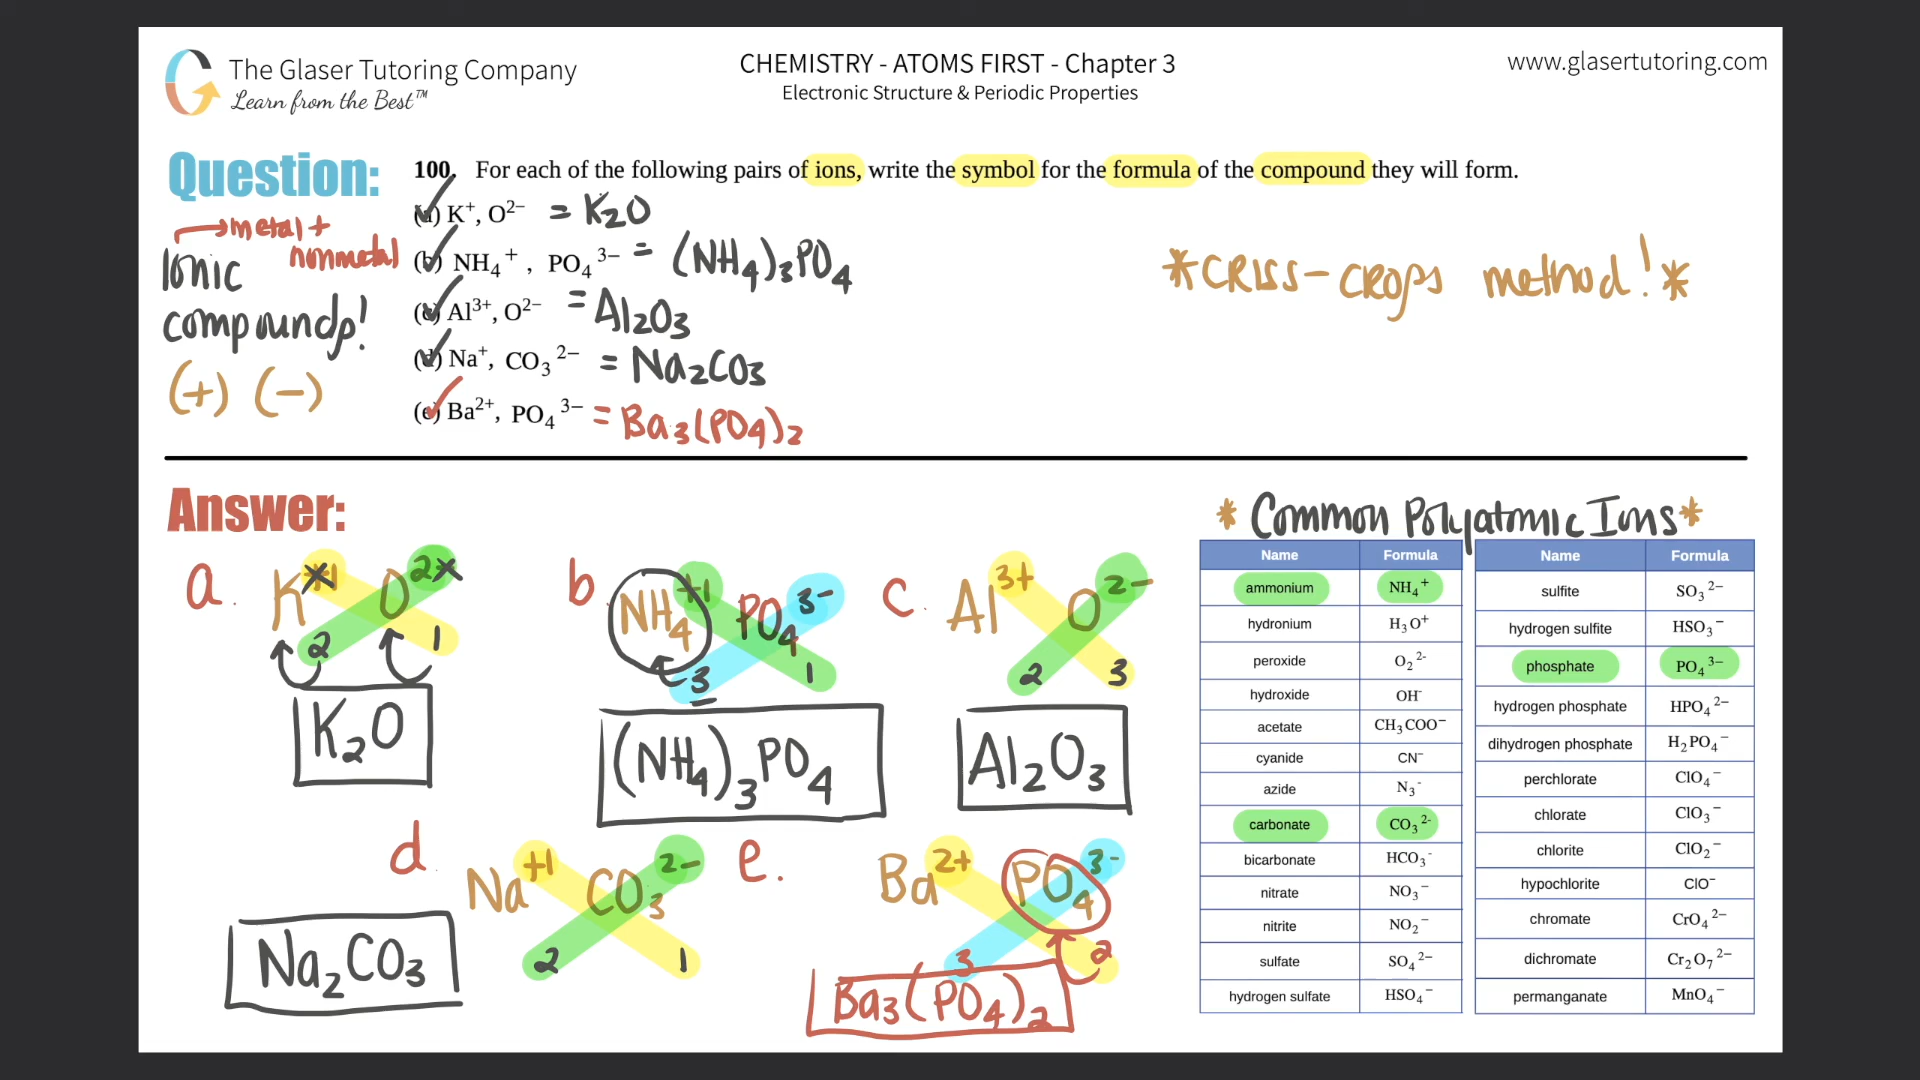 The Glaser Tutoring Company
Learn from the Best™
CHEMISTRY - ATOMS FIRST - Chapter 3
Electronic Structure & Periodic Properties
www.glasertutoring.com
Question:
100. For each of the following pairs of ions, write the symbol for the formula of the compound they will form.
(a) K⁺, O²⁻ = K₂O
(b) NH₄⁺, PO₄³⁻ = (NH₄)₃PO₄
(c) Al³⁺, O²⁻ = Al₂O₃
(d) Na⁺, CO₃²⁻ = Na₂CO₃
(e) Ba²⁺, PO₄³⁻ = Ba₃(PO₄)₂
metal +
nonmetal
Ionic
compounds!
(+) (-)
*CRISS-CROSS method!*
Answer:
a. K⁺¹ O²⁻
2 1
K₂O
b. NH₄⁺¹ PO₄³⁻
3 1
(NH₄)₃PO₄
c. Al³⁺ O²⁻
2 3
Al₂O₃
d. Na⁺¹ CO₃²⁻
2 1
Na₂CO₃
e. Ba²⁺ PO₄³⁻
3 2
Ba₃(PO₄)₂
*Common Polyatomic Ions*
Name Formula
ammonium NH₄⁺
hydronium H₃O⁺
peroxide O₂²⁻
hydroxide OH⁻
acetate CH₃COO⁻
cyanide CN⁻
azide N₃⁻
carbonate CO₃²⁻
bicarbonate HCO₃⁻
nitrate NO₃⁻
nitrite NO₂⁻
sulfate SO₄²⁻
hydrogen sulfate HSO₄⁻
Name Formula
sulfite SO₃²⁻
hydrogen sulfite HSO₃⁻
phosphate PO₄³⁻
hydrogen phosphate HPO₄²⁻
dihydrogen phosphate H₂PO₄⁻
perchlorate ClO₄⁻
chlorate ClO₃⁻
chlorite ClO₂⁻
hypochlorite ClO⁻
chromate CrO₄²⁻
dichromate Cr₂O₇²⁻
permanganate MnO₄⁻